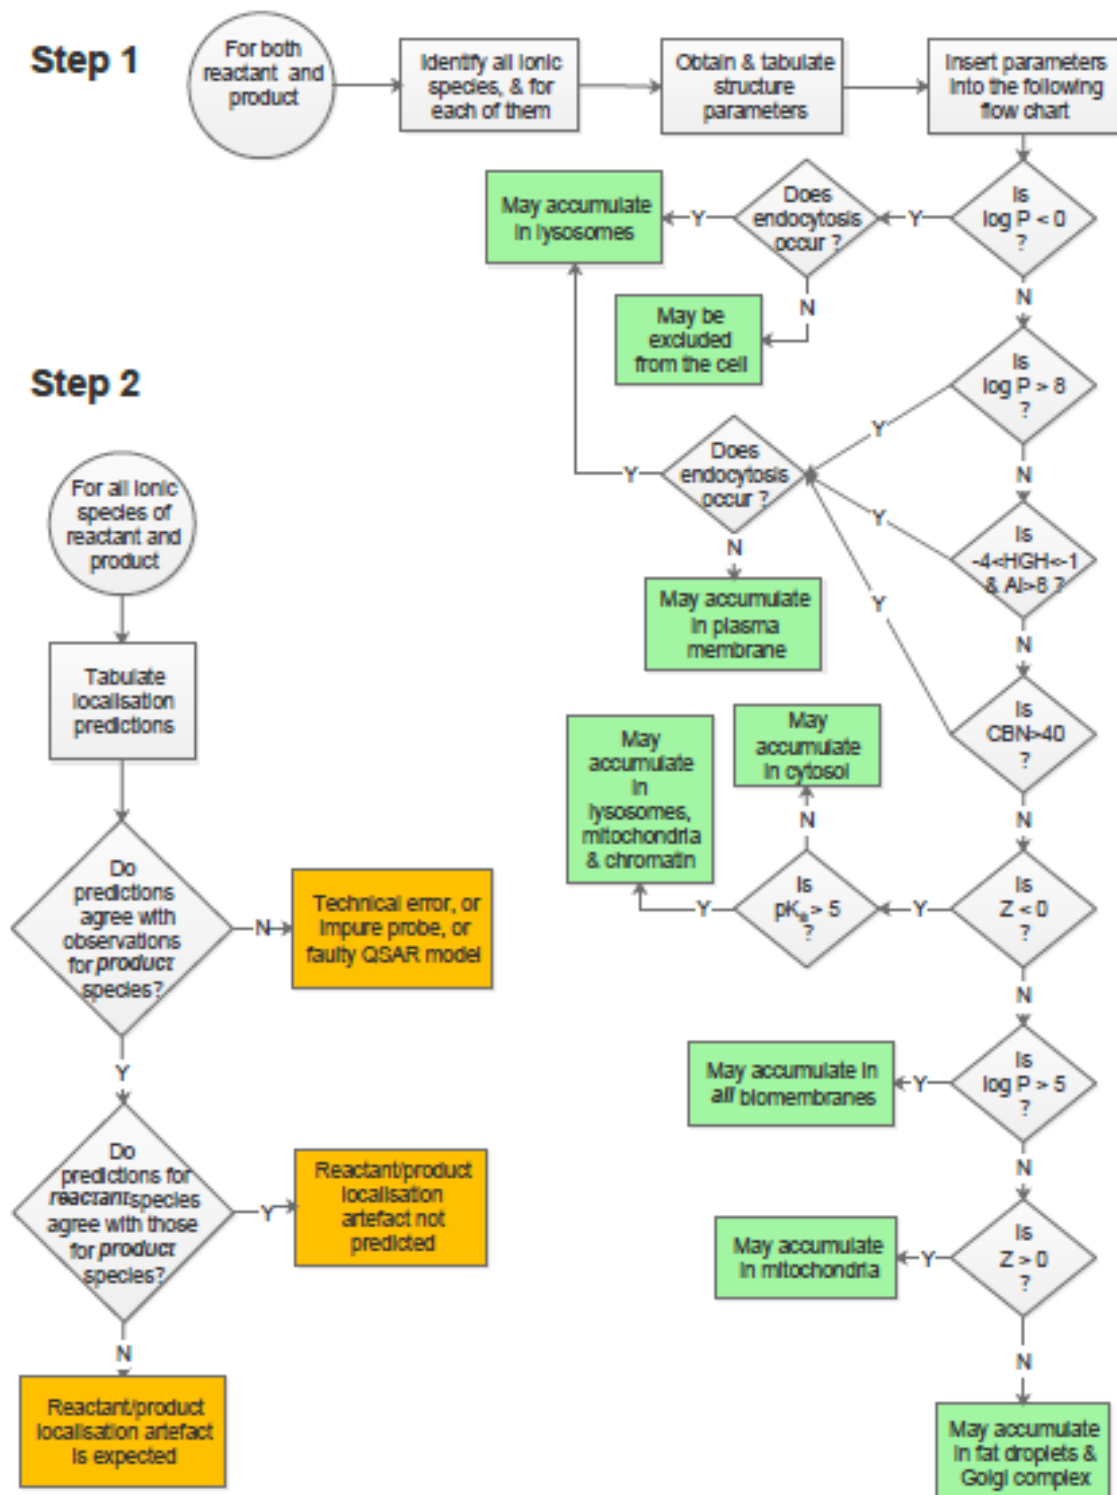 Step 1
For both
reactant and
product
Identify all ionic
species, & for
each of them
Obtain & tabulate
structure
parameters
Insert parameters
into the following
flow chart
Is
log P < 0
?
Y
Does
endocytosis
occur ?
Y
May accumulate
in lysosomes
N
May be
excluded
from the cell
N
Is
log P > 8
?
Y
Does
endocytosis
occur ?
Y
N
May accumulate
in plasma
membrane
N
Is
-4<HGH<-1
& AI>8 ?
Y
N
Is
CBN>40
?
Y
N
Is
Z < 0
?
Y
Is
pKa > 5
?
N
May
accumulate
in cytosol
Y
May
accumulate
in
lysosomes,
mitochondria
& chromatin
N
Is
log P > 5
?
Y
May accumulate in
all biomembranes
N
Is
Z > 0
?
Y
May accumulate
in mitochondria
N
May accumulate
in fat droplets &
Golgi complex
Step 2
For all ionic
species of
reactant and
product
Tabulate
localisation
predictions
Do
predictions
agree with
observations
for product
species?
N
Technical error, or
impure probe, or
faulty QSAR model
Y
Do
predictions for
reactant species
agree with those
for product
species?
Y
Reactant/product
localisation
artefact not
predicted
N
Reactant/product
localisation artefact
is expected